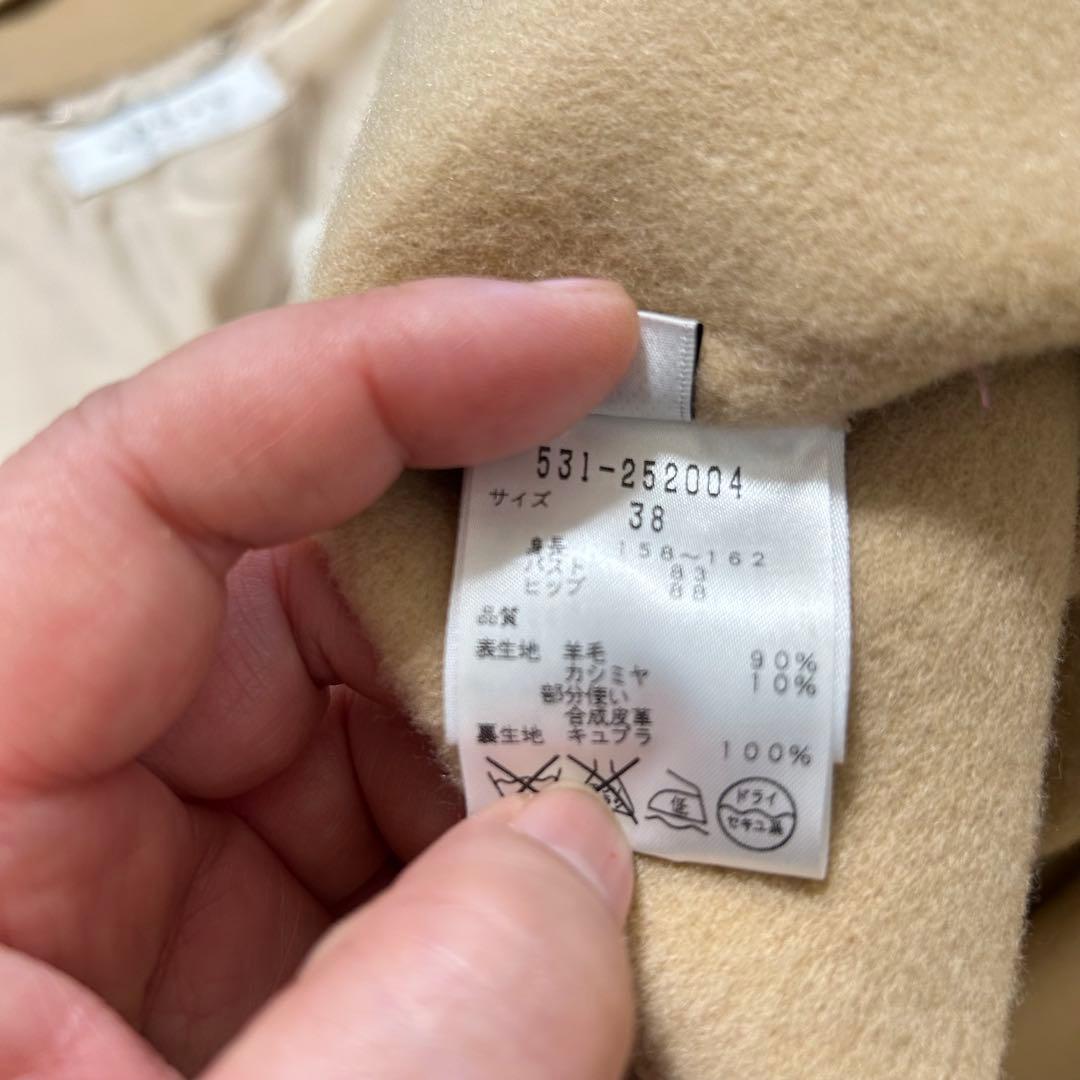 531-252004
サイズ
38
身長 158〜162
バスト 83
ヒップ 88
品質
表生地 羊毛 90%
カシミヤ 10%
部分使い
合成皮革
裏生地 キュプラ 100%
低
ドライ
セキユ系